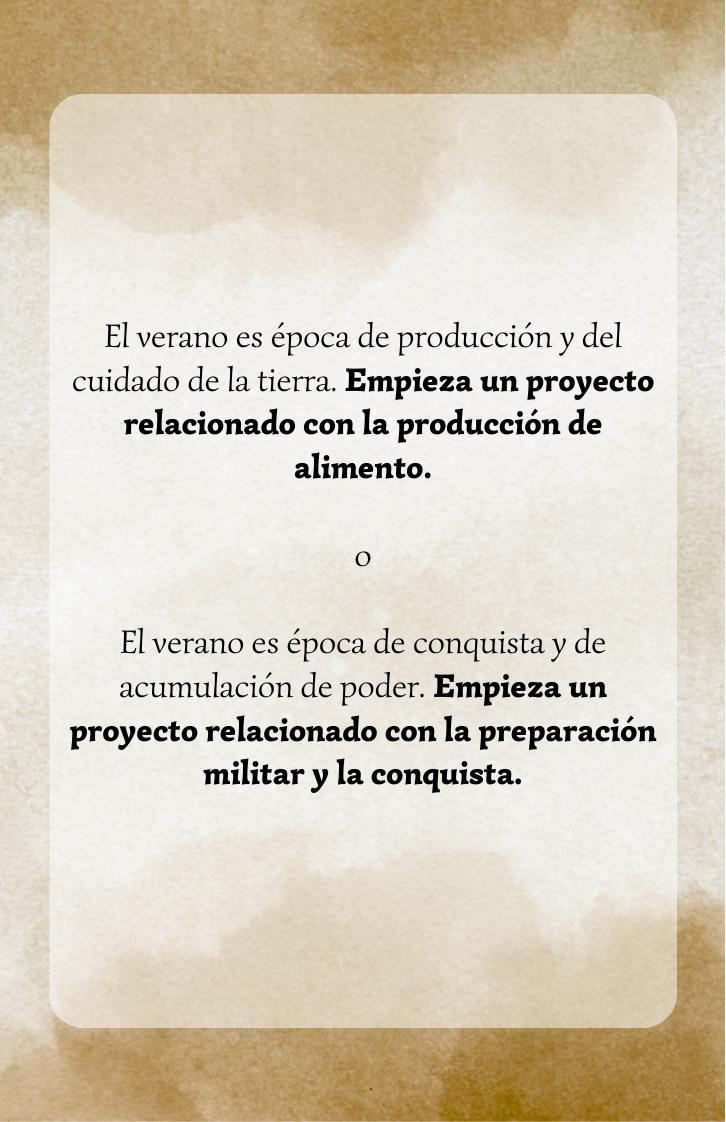 El verano es época de producción y del
cuidado de la tierra. Empieza un proyecto
relacionado con la producción de
alimento.
o
El verano es época de conquista y de
acumulación de poder. Empieza un
proyecto relacionado con la preparación
militar y la conquista.